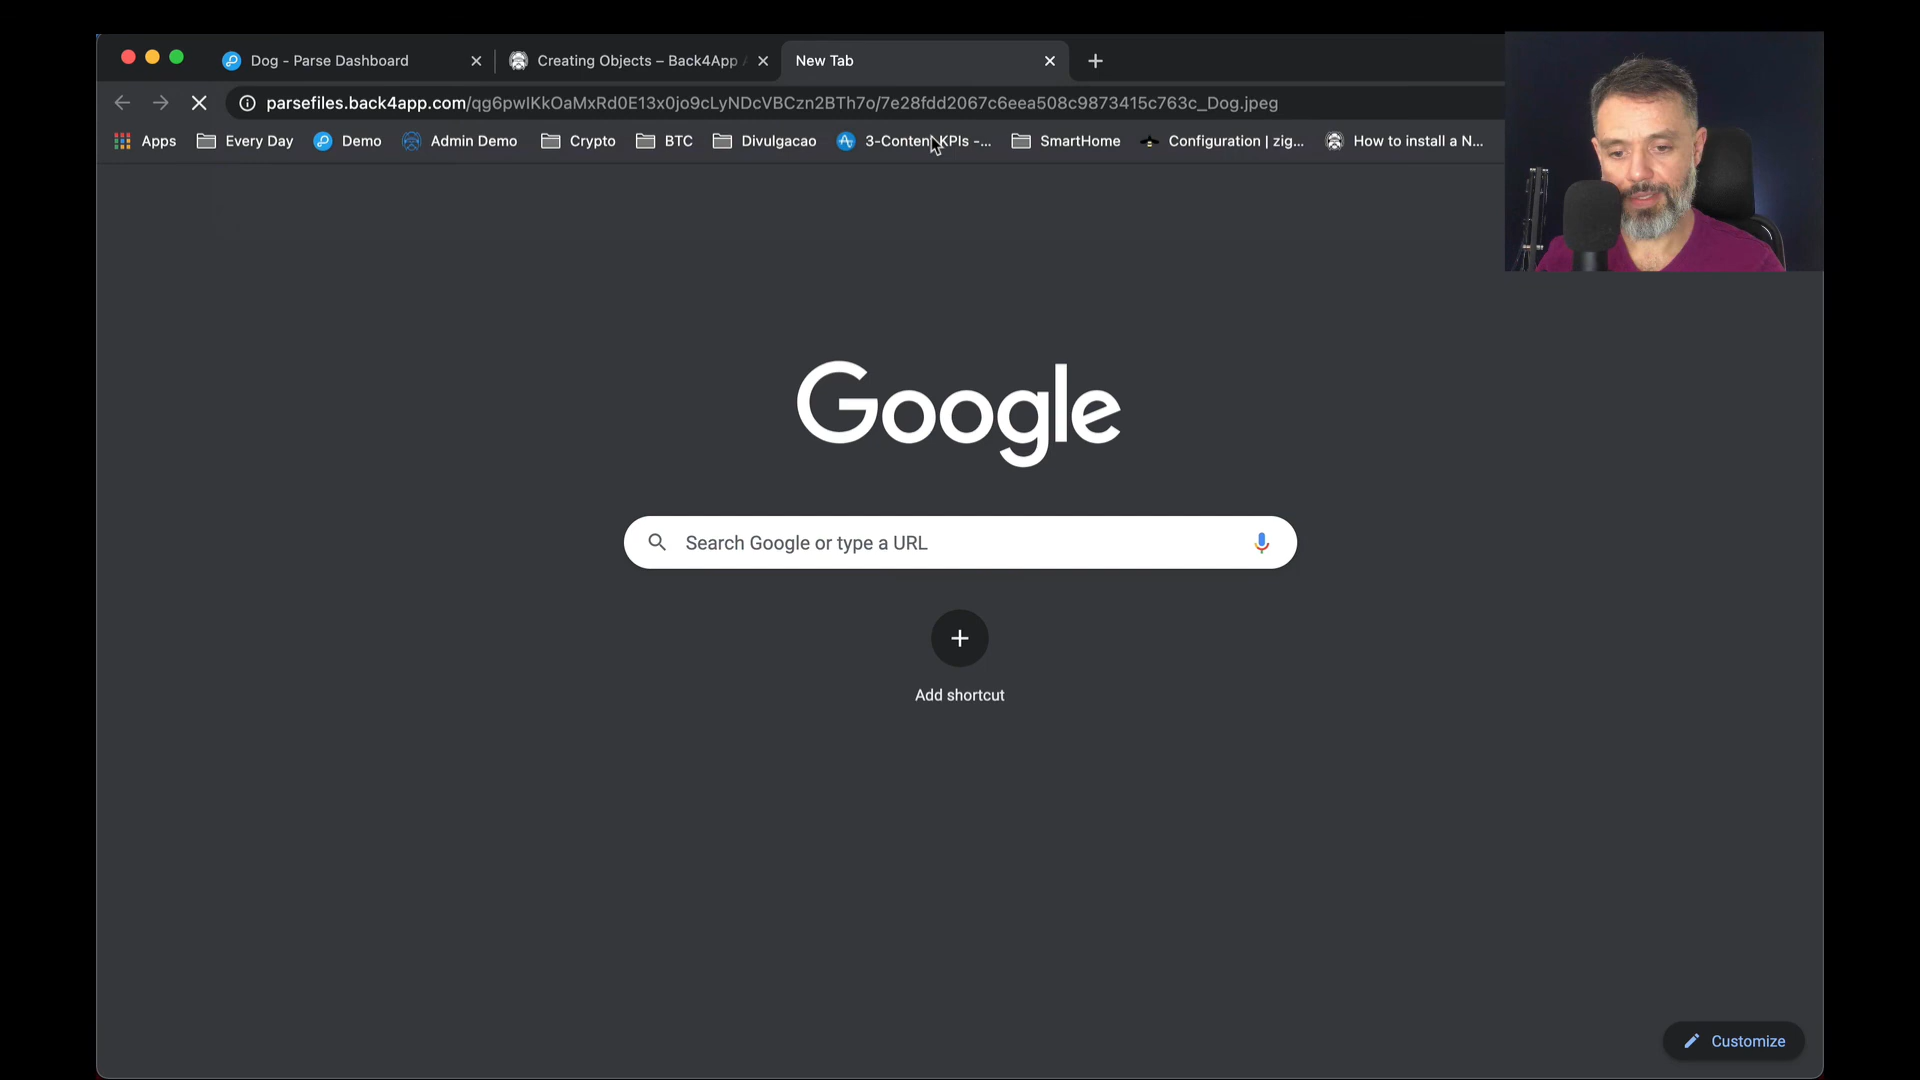 Dog - Parse Dashboard
Creating Objects – Back4App
New Tab
parsefiles.back4app.com/qg6pwIKkOaMxRd0E13x0jo9cLyNDcVBCzn2BTh7o/7e28fdd2067c6eea508c9873415c763c_Dog.jpeg
Apps Every Day Demo Admin Demo Crypto BTC Divulgacao 3-Content KPIs -... SmartHome Configuration | zig... How to install a N...
Google
Search Google or type a URL
Add shortcut
Customize